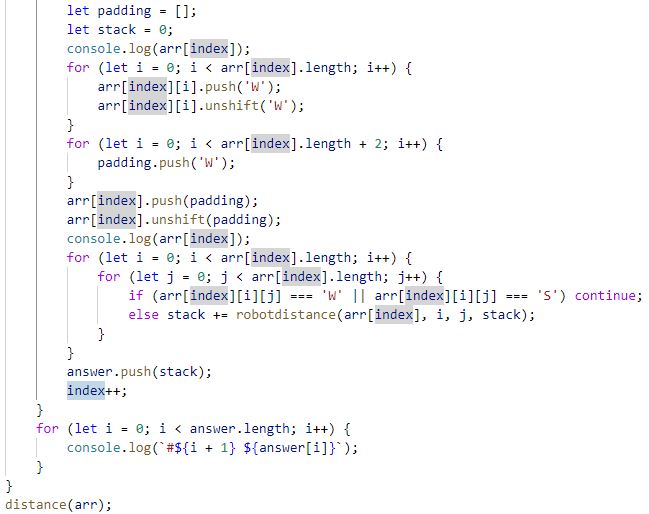 let padding = [];
let stack = 0;
console.log(arr[index]);
for (let i = 0; i < arr[index].length; i++) {
arr[index][i].push('W');
arr[index][i].unshift('W');
}
for (let i = 0; i < arr[index].length + 2; i++) {
padding.push('W');
}
arr[index].push(padding);
arr[index].unshift(padding);
console.log(arr[index]);
for (let i = 0; i < arr[index].length; i++) {
for (let j = 0; j < arr[index].length; j++) {
if (arr[index][i][j] === 'W' || arr[index][i][j] === 'S') continue;
else stack += robotdistance(arr[index], i, j, stack);
}
}
answer.push(stack);
index++;
}
for (let i = 0; i < answer.length; i++) {
console.log(`#${i + 1} ${answer[i]}`);
}
}
distance(arr);